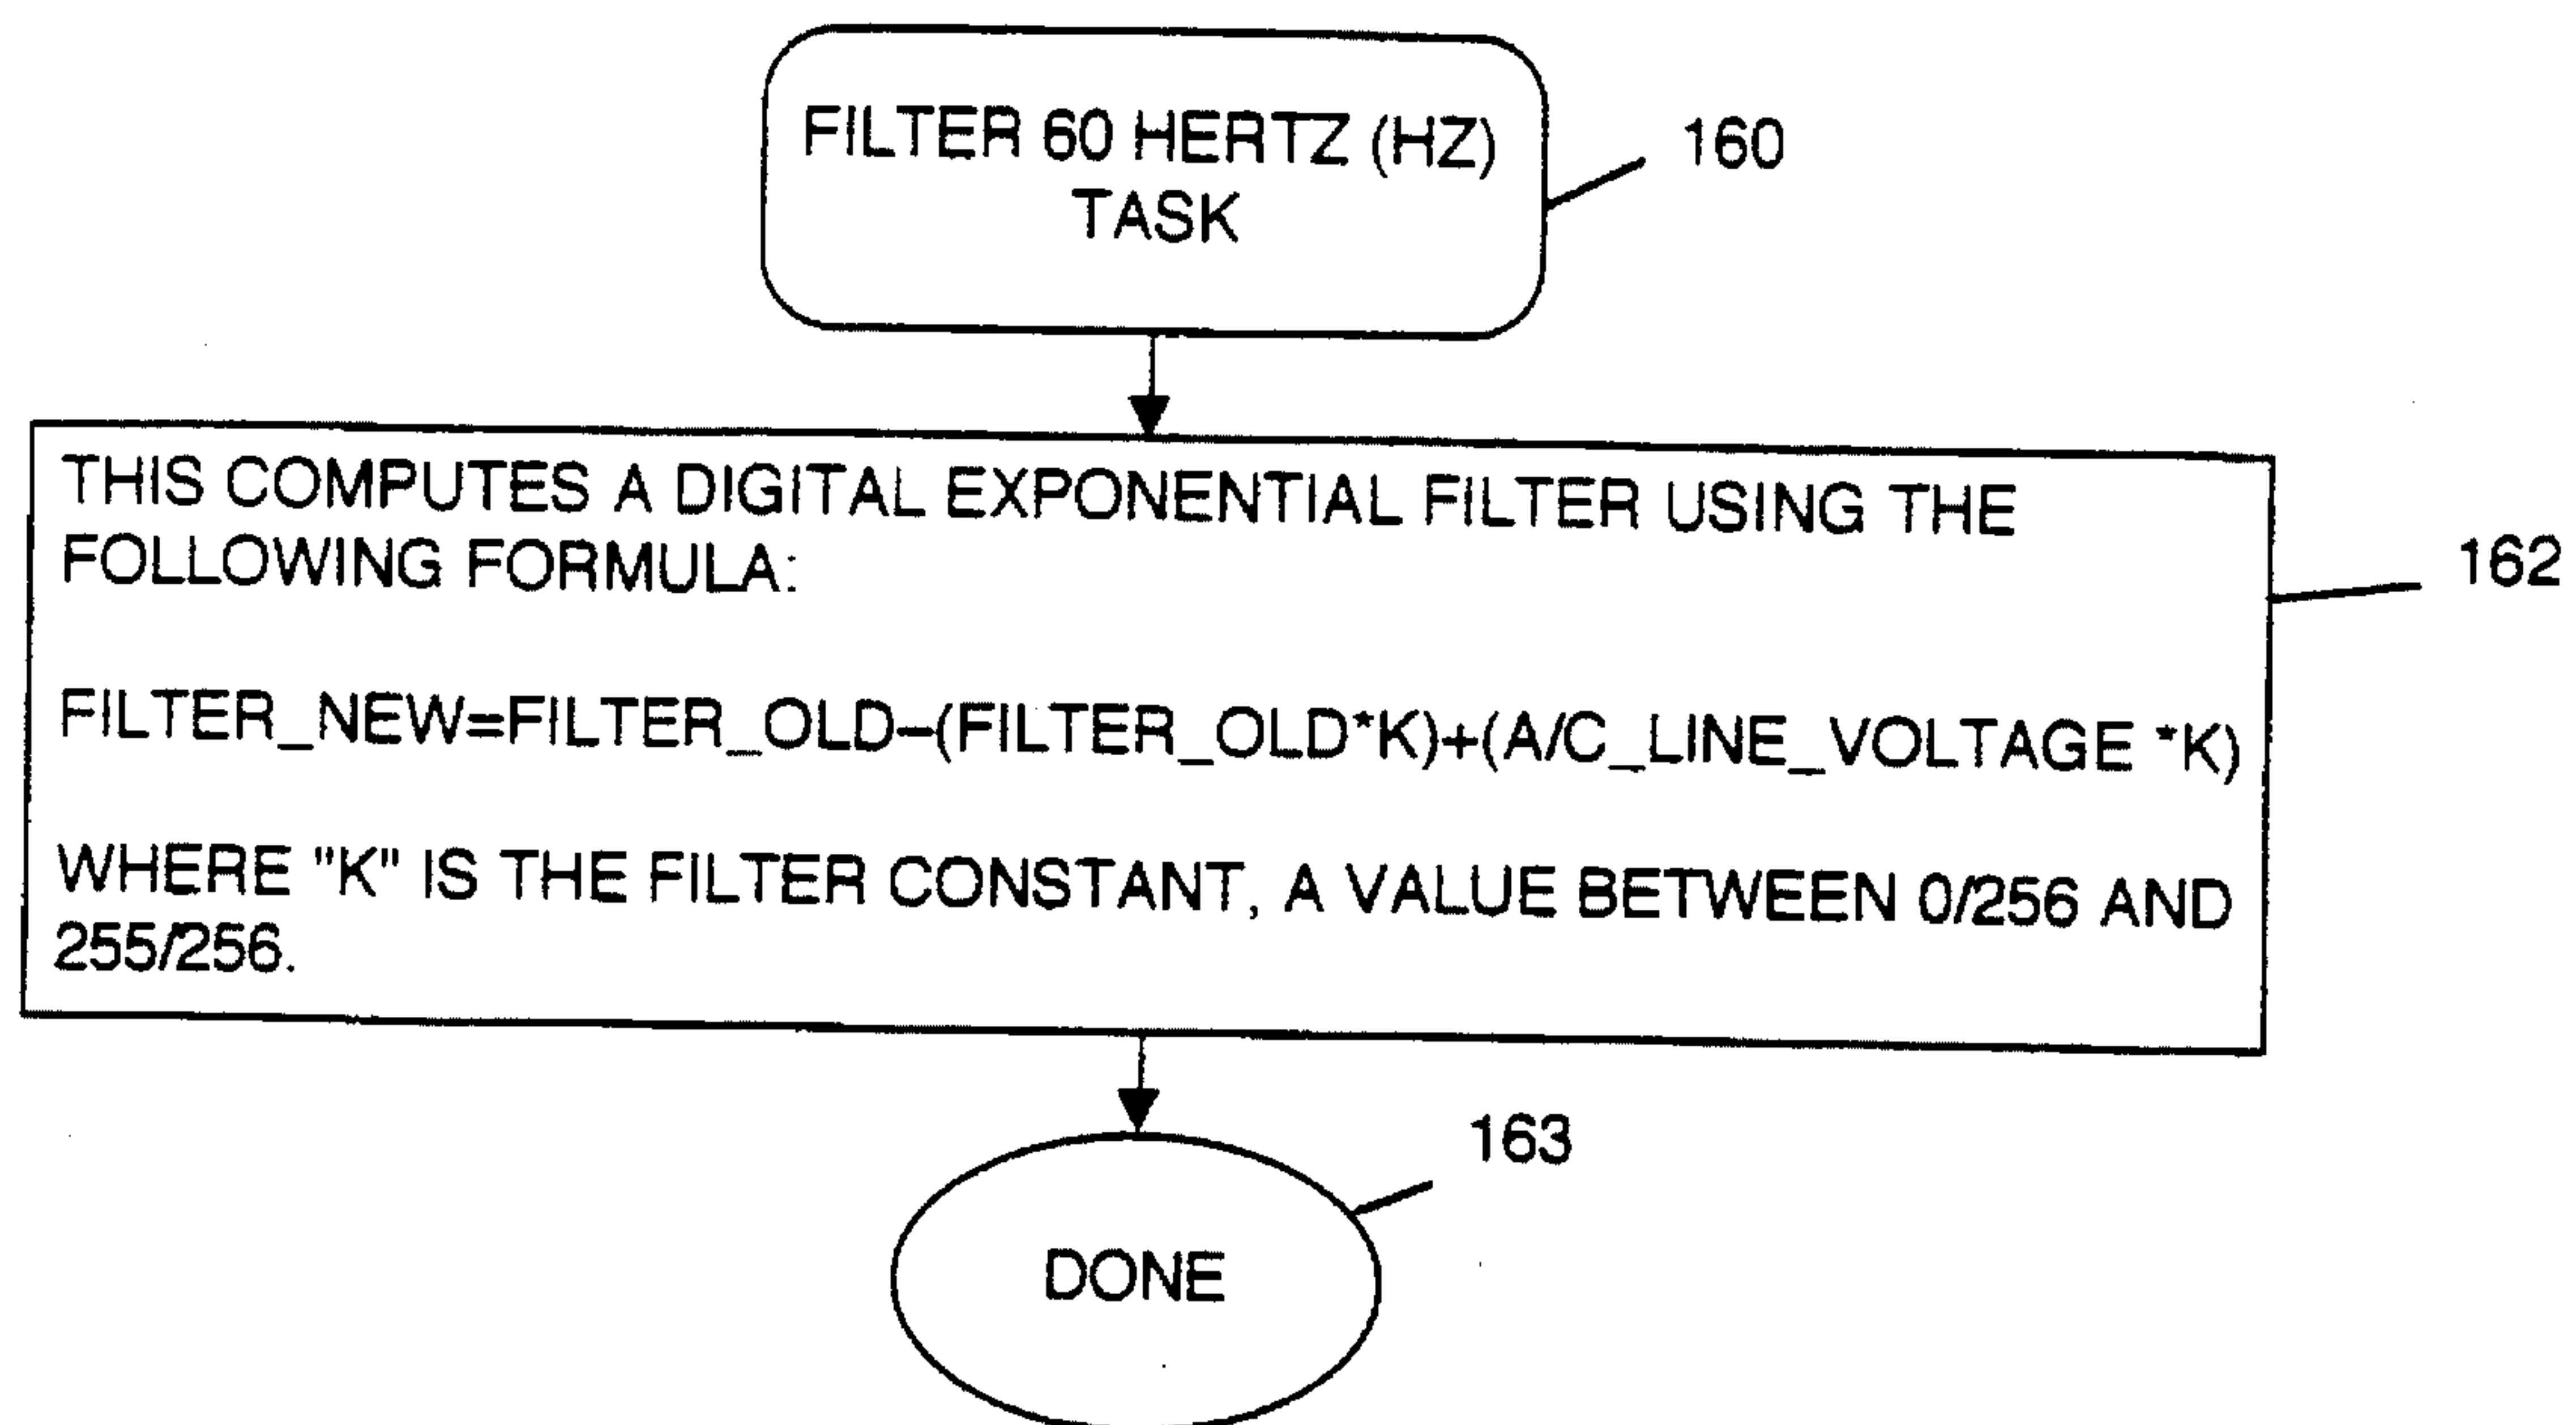 FILTER 60 HERTZ (HZ)
TASK
160
THIS COMPUTES A DIGITAL EXPONENTIAL FILTER USING THE
FOLLOWING FORMULA:
162
FILTER_NEW=FILTER_OLD–(FILTER_OLD*K)+(A/C_LINE_VOLTAGE *K)
WHERE "K" IS THE FILTER CONSTANT, A VALUE BETWEEN 0/256 AND
255/256.
163
DONE